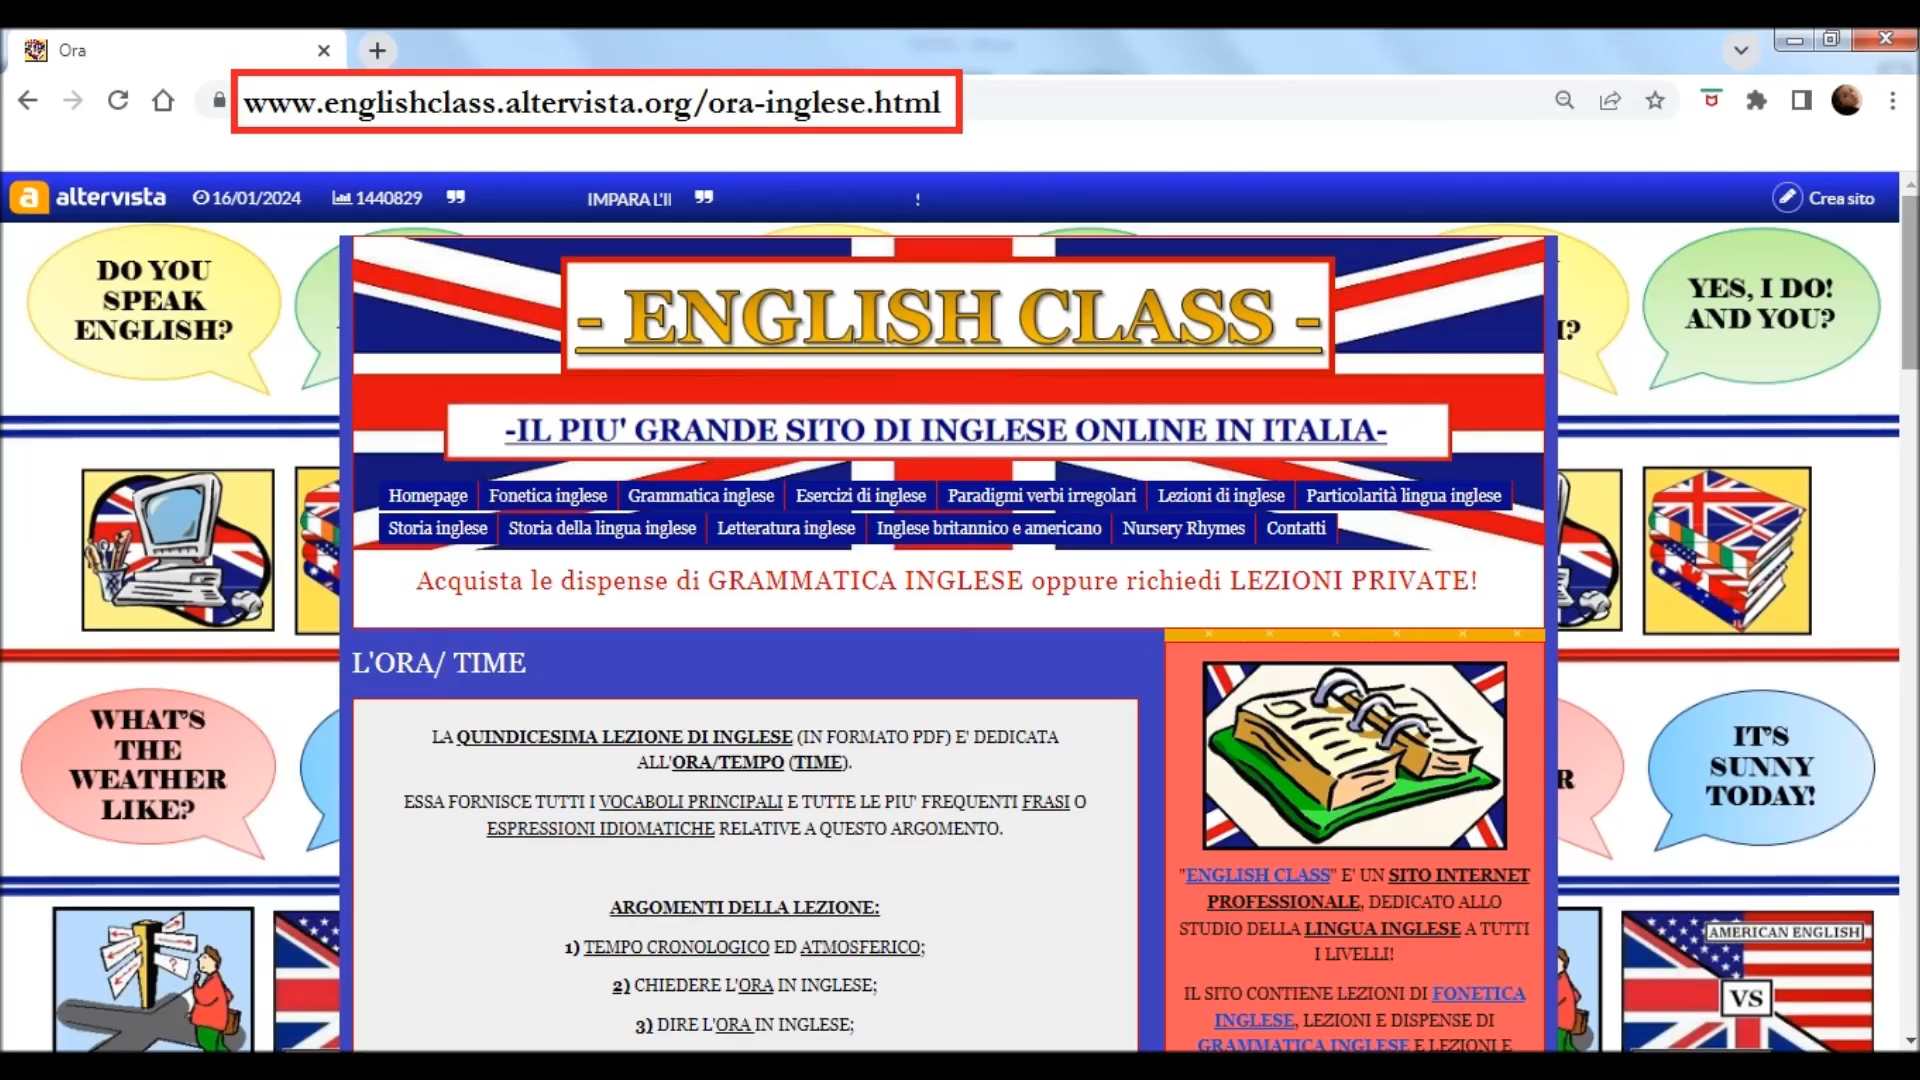 Ora
www.englishclass.altervista.org/ora-inglese.html
altervista 16/01/2024 1440829 IMPARA L'II Crea sito
DO YOU
SPEAK
ENGLISH?
- ENGLISH CLASS -
YES, I DO!
AND YOU?
-IL PIU' GRANDE SITO DI INGLESE ONLINE IN ITALIA-
Homepage Fonetica inglese Grammatica inglese Esercizi di inglese Paradigmi verbi irregolari Lezioni di inglese Particolarità lingua inglese
Storia inglese Storia della lingua inglese Letteratura inglese Inglese britannico e americano Nursery Rhymes Contatti
Acquista le dispense di GRAMMATICA INGLESE oppure richiedi LEZIONI PRIVATE!
L'ORA/ TIME
LA QUINDICESIMA LEZIONE DI INGLESE (IN FORMATO PDF) E' DEDICATA
ALL'ORA/TEMPO (TIME).
ESSA FORNISCE TUTTI I VOCABOLI PRINCIPALI E TUTTE LE PIU' FREQUENTI FRASI O
ESPRESSIONI IDIOMATICHE RELATIVE A QUESTO ARGOMENTO.
ARGOMENTI DELLA LEZIONE:
1) TEMPO CRONOLOGICO ED ATMOSFERICO;
2) CHIEDERE L'ORA IN INGLESE;
3) DIRE L'ORA IN INGLESE;
WHAT'S
THE
WEATHER
LIKE?
"ENGLISH CLASS" E' UN SITO INTERNET
PROFESSIONALE, DEDICATO ALLO
STUDIO DELLA LINGUA INGLESE A TUTTI
I LIVELLI!
IL SITO CONTIENE LEZIONI DI FONETICA
INGLESE, LEZIONI E DISPENSE DI
GRAMMATICA INGLESE E LEZIONI E
IT'S
SUNNY
TODAY!
AMERICAN ENGLISH
VS